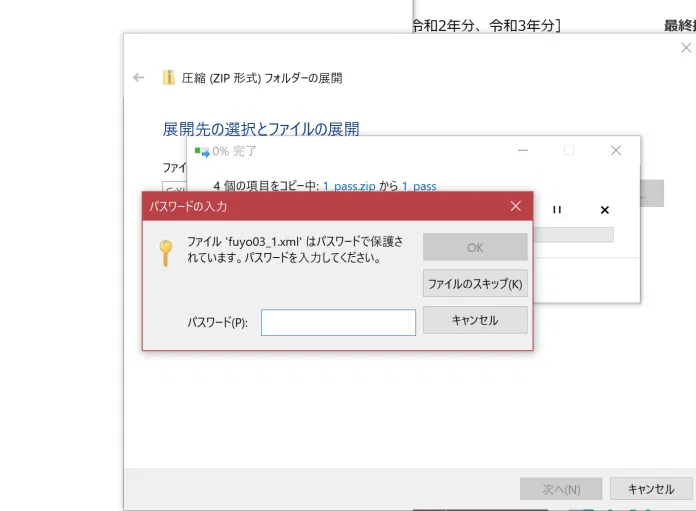 令和2年分、令和3年分]
最終
圧縮 (ZIP 形式) フォルダーの展開
展開先の選択とファイルの展開
0% 完了
ファイ
4 個の項目をコピー中: 1_pass.zip から 1_pass
パスワードの入力
ファイル 'fuyo03_1.xml' はパスワードで保護さ
れています。パスワードを入力してください。
OK
ファイルのスキップ(K)
パスワード(P):
キャンセル
次へ(N)
キャンセル